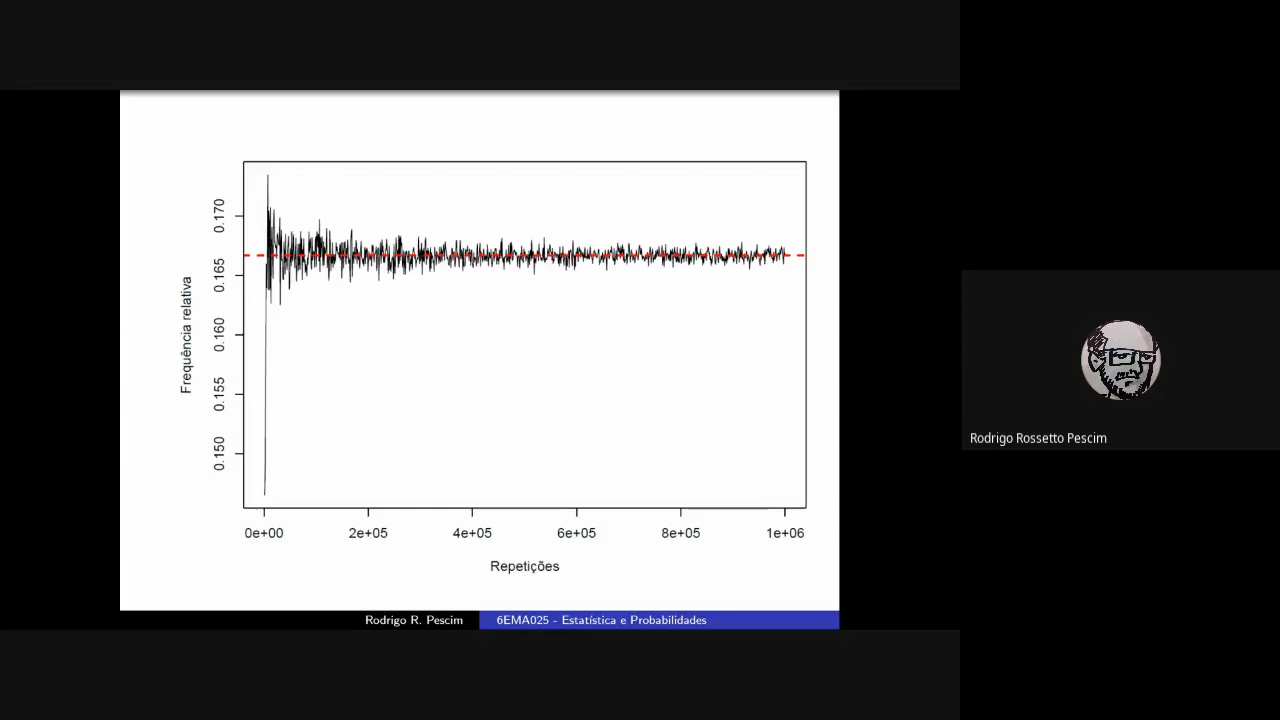 Frequência relativa
0.170
0.165
0.160
0.155
0.150
0e+00 2e+05 4e+05 6e+05 8e+05 1e+06
Repetições
Rodrigo R. Pescim 6EMA025 - Estatística e Probabilidades
Rodrigo Rossetto Pescim